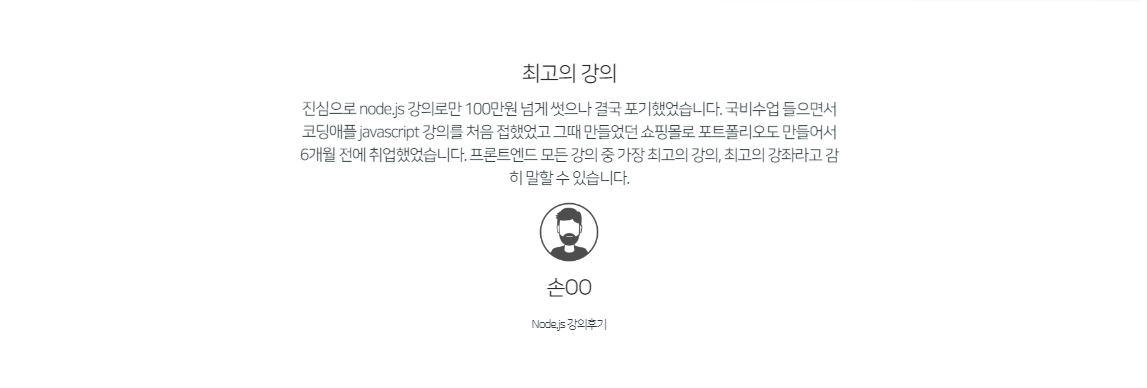 최고의 강의
진심으로 node.js 강의로만 100만원 넘게 썻으나 결국 포기했었습니다. 국비수업 들으면서
코딩애플 javascript 강의를 처음 접했었고 그때 만들었던 쇼핑몰로 포트폴리오도 만들어서
6개월 전에 취업했었습니다. 프론트엔드 모든 강의 중 가장 최고의 강의, 최고의 강좌라고 감
히 말할 수 있습니다.
손OO
Node.js 강의후기